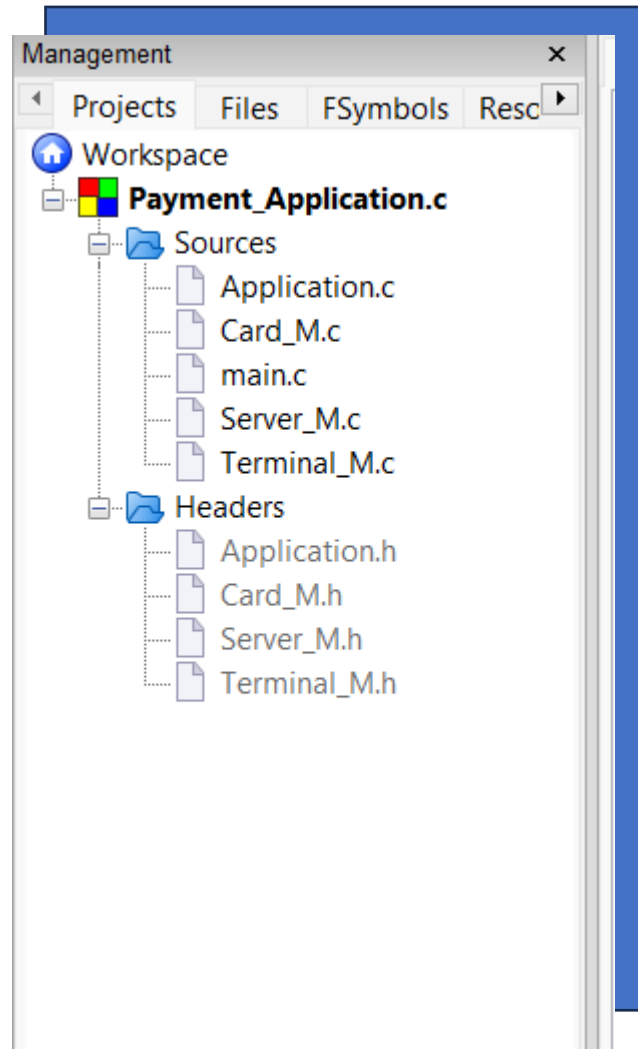 Management
Projects Files FSymbols Resc
Workspace
Payment_Application.c
Sources
Application.c
Card_M.c
main.c
Server_M.c
Terminal_M.c
Headers
Application.h
Card_M.h
Server_M.h
Terminal_M.h